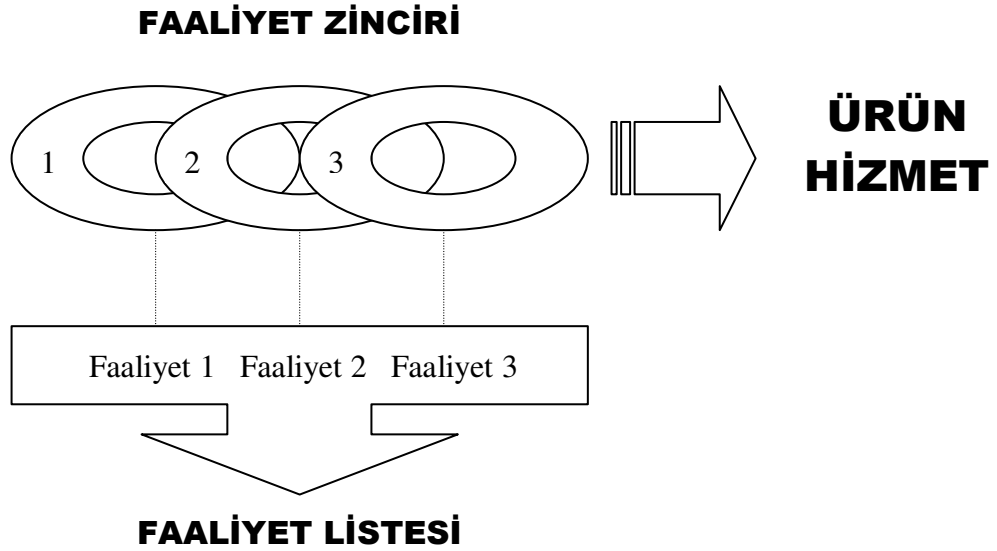 FAALİYET ZİNCİRİ
1 2 3
ÜRÜN
HİZMET
Faaliyet 1 Faaliyet 2 Faaliyet 3
FAALİYET LİSTESİ